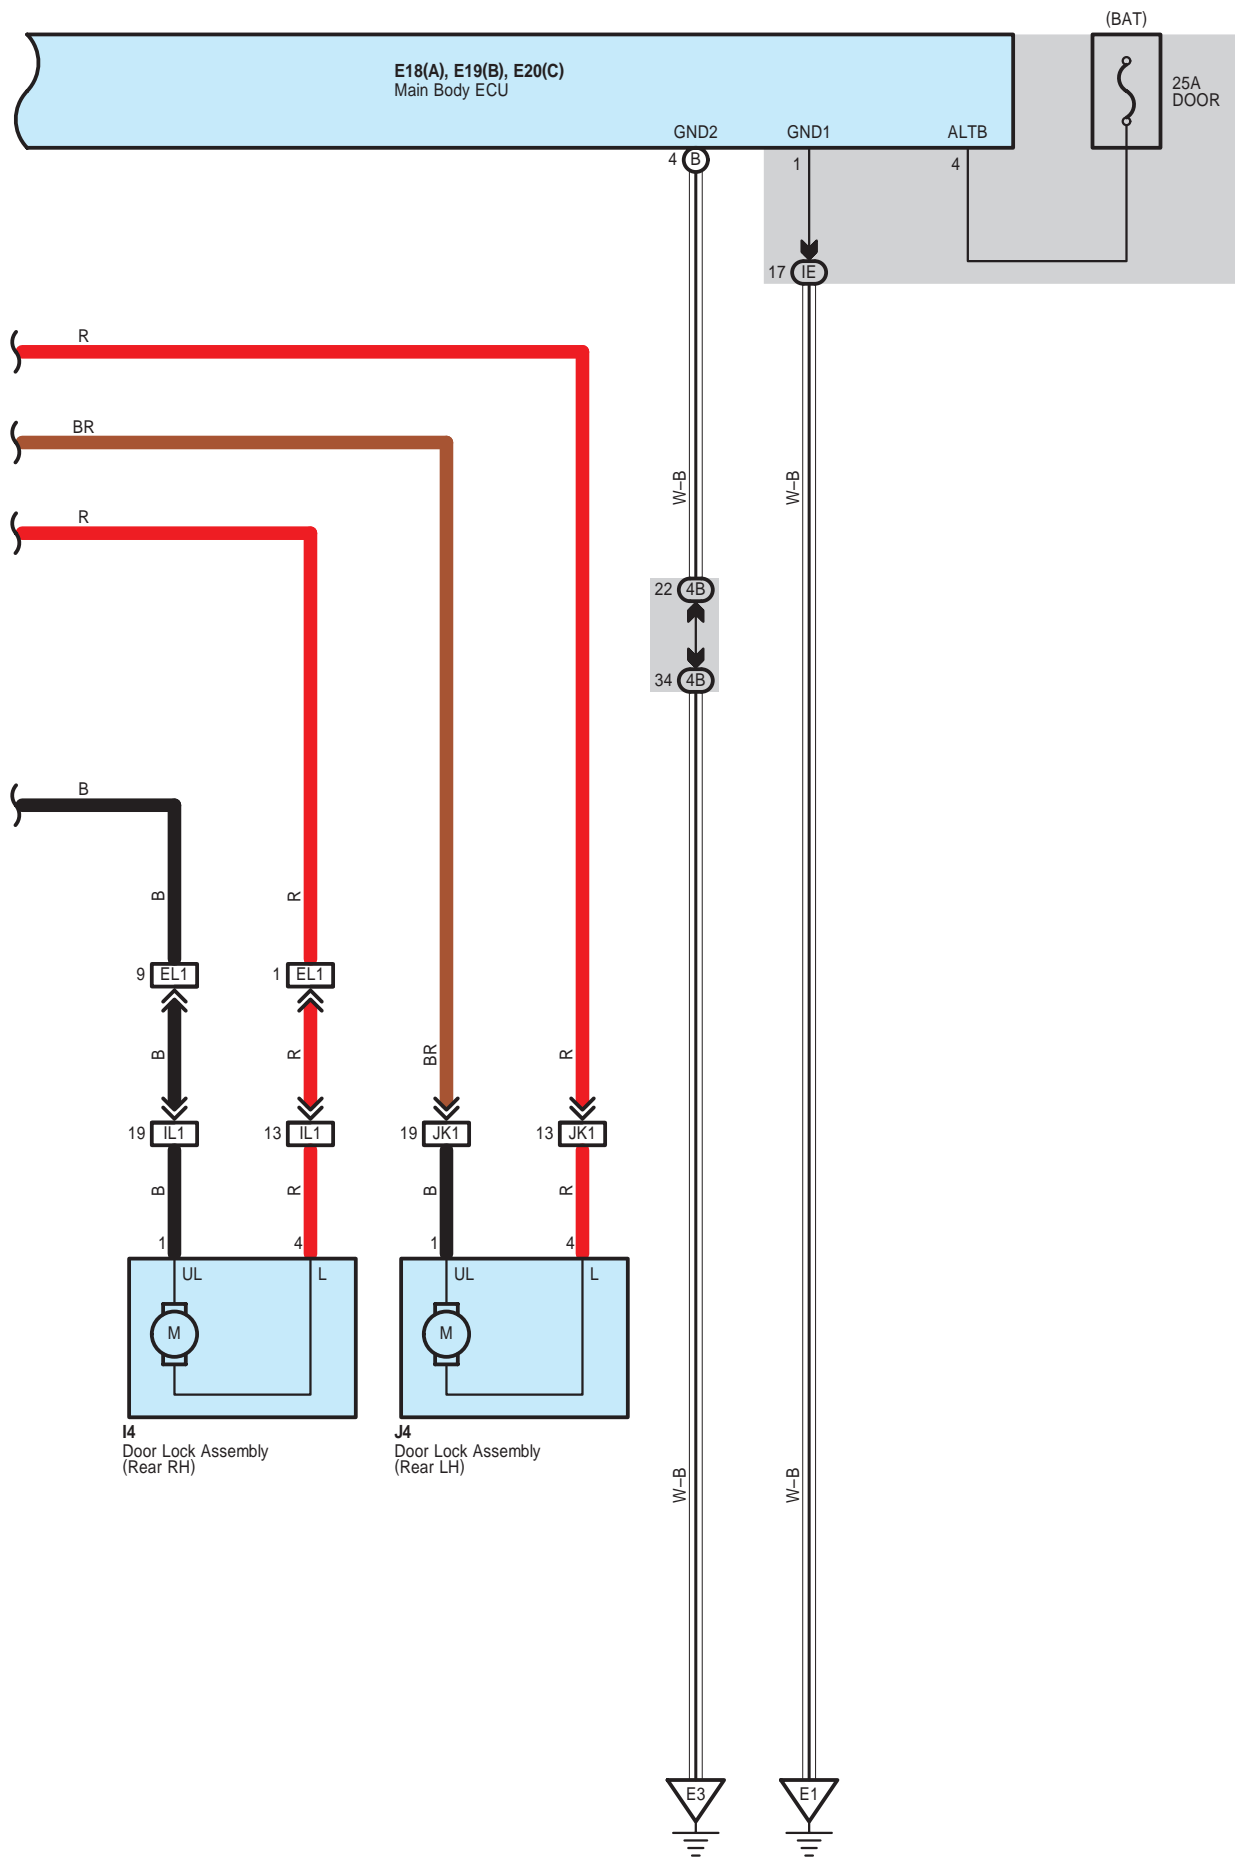 (BAT)
E18(A), E19(B), E20(C)
Main Body ECU
25A
DOOR
GND2 GND1 ALTB
4 B 1 4
17 IE
R
BR
R
W–B W–B
22 4B
34 4B
B
B R
9 EL1 1 EL1
B R BR R
19 IL1 13 IL1 19 JK1 13 JK1
B R B R
1 4 1 4
UL L UL L
M M
I4
Door Lock Assembly
(Rear RH)
J4
Door Lock Assembly
(Rear LH)
W–B W–B
E3 E1